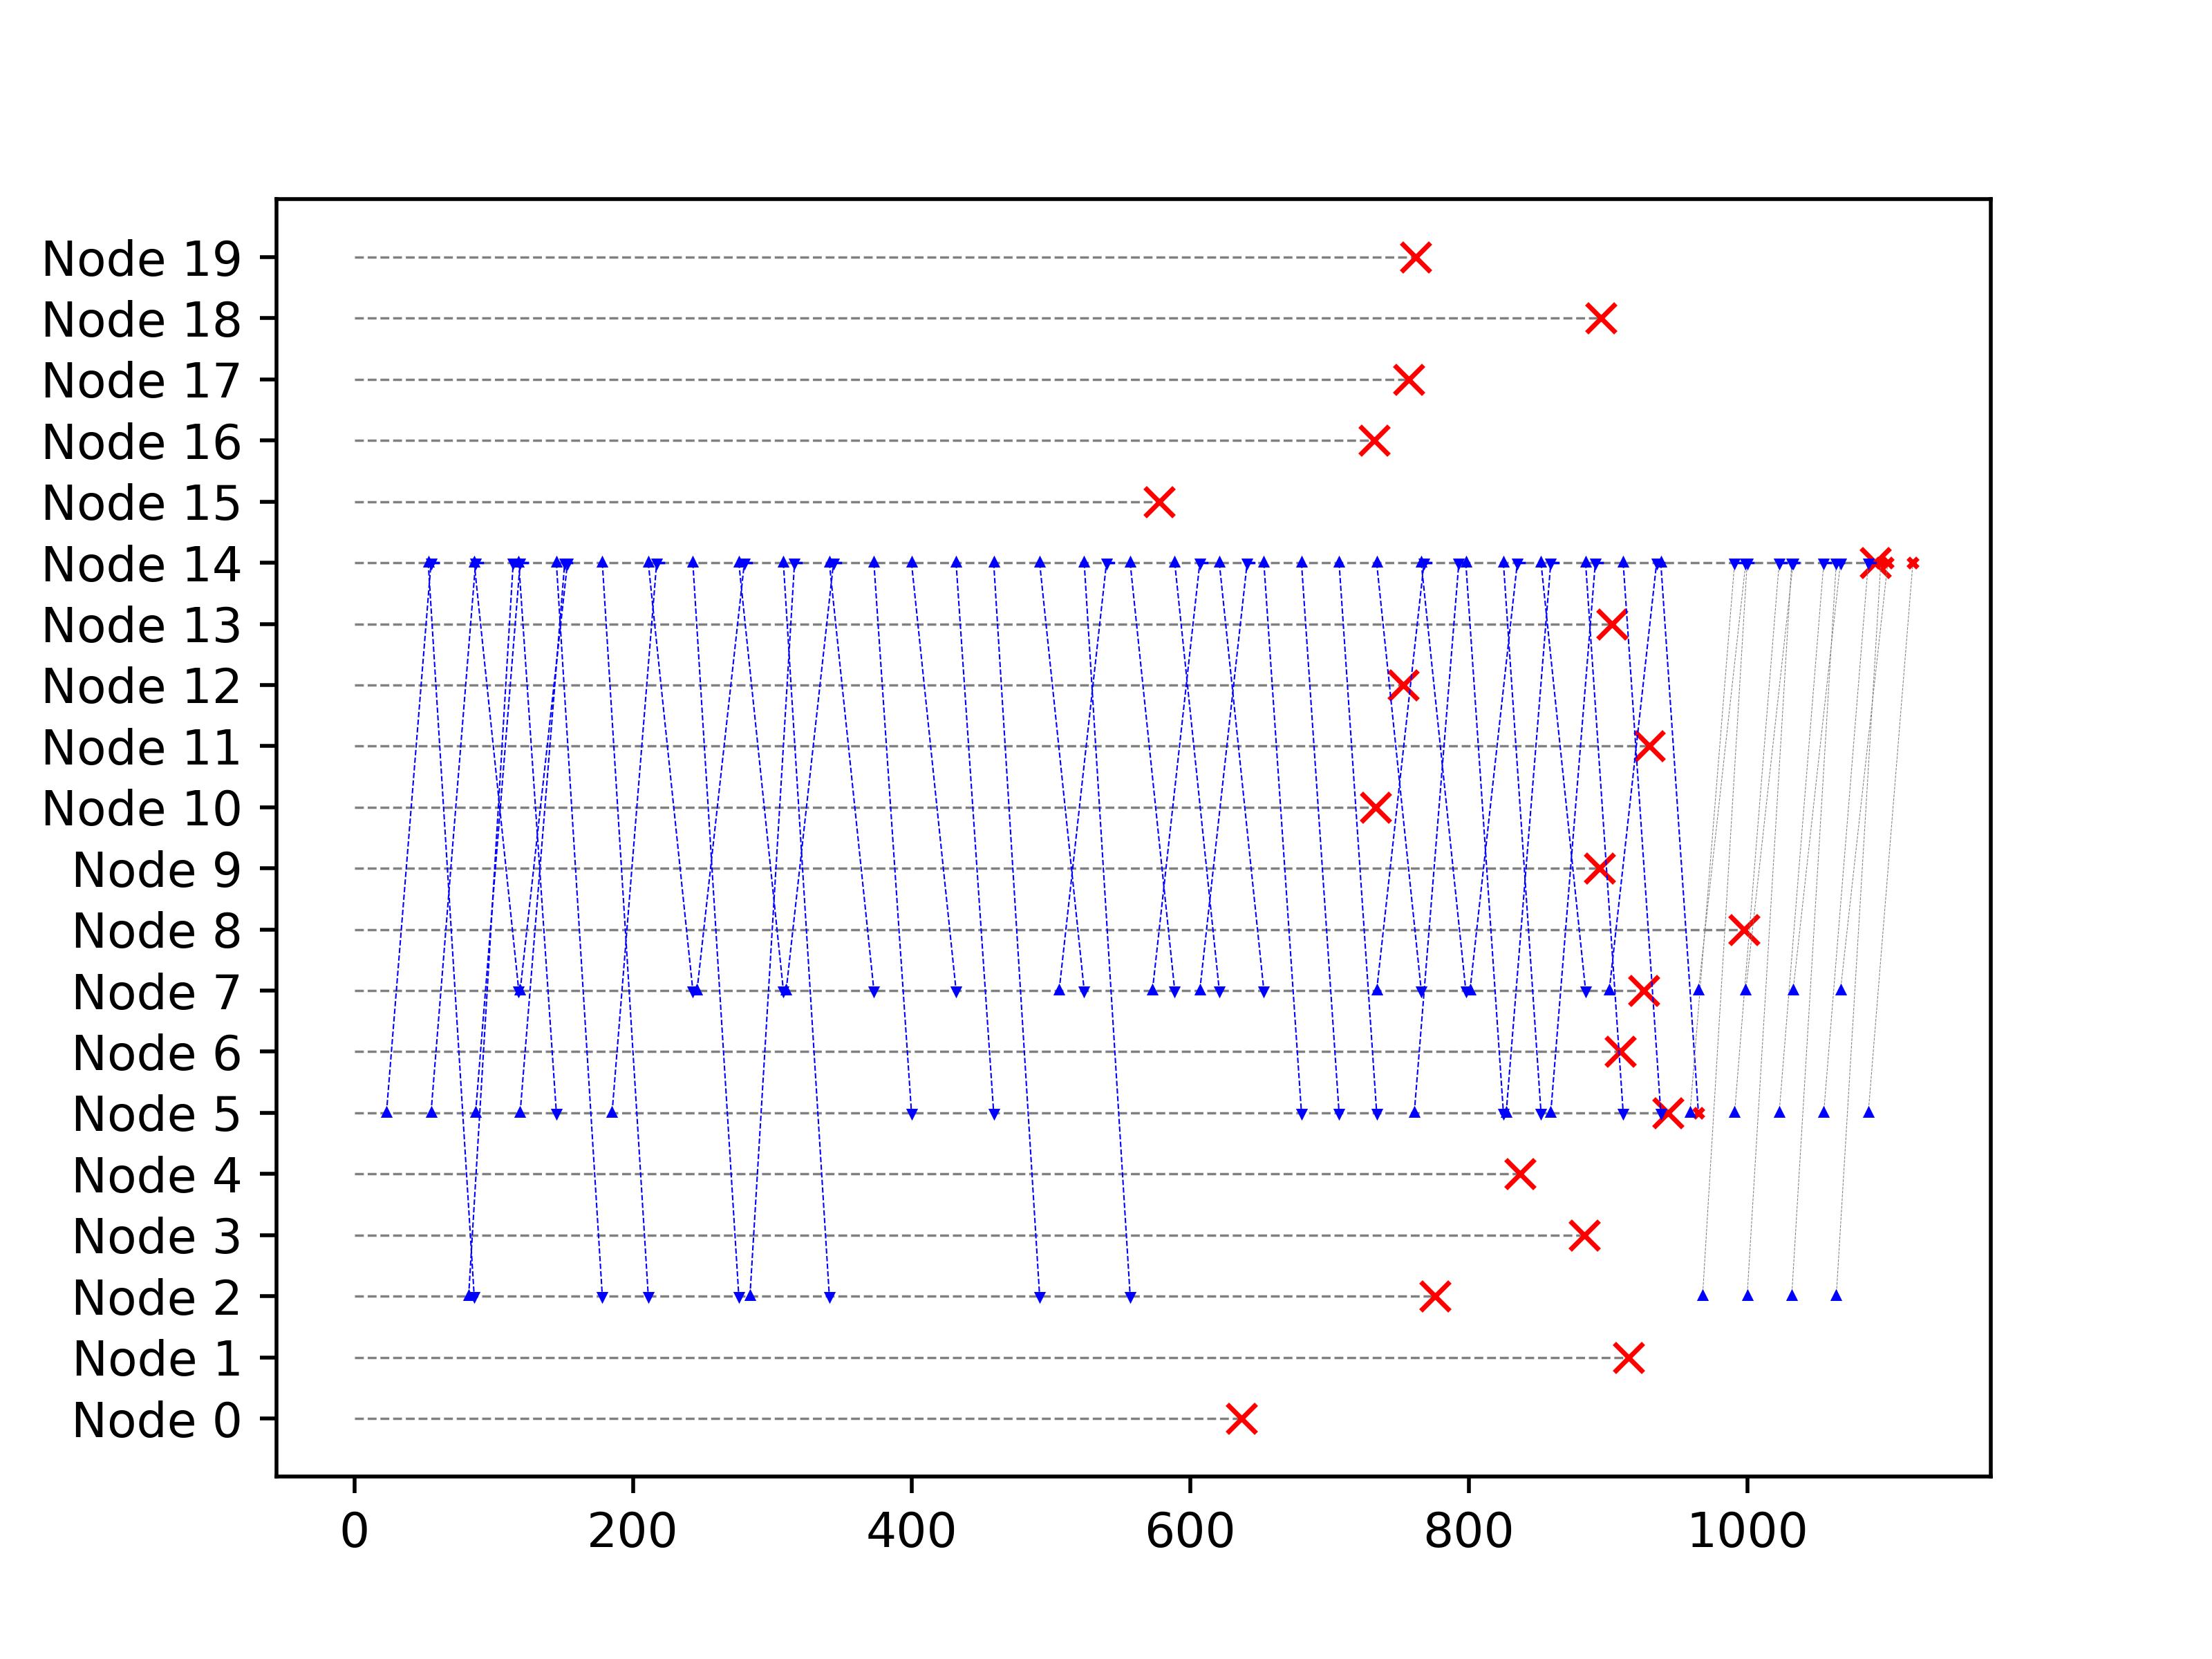 Node 19
Node 18
Node 17
Node 16
Node 15
Node 14
Node 13
Node 12
Node 11
Node 10
Node 9
Node 8
Node 7
Node 6
Node 5
Node 4
Node 3
Node 2
Node 1
Node 0
0 200 400 600 800 1000